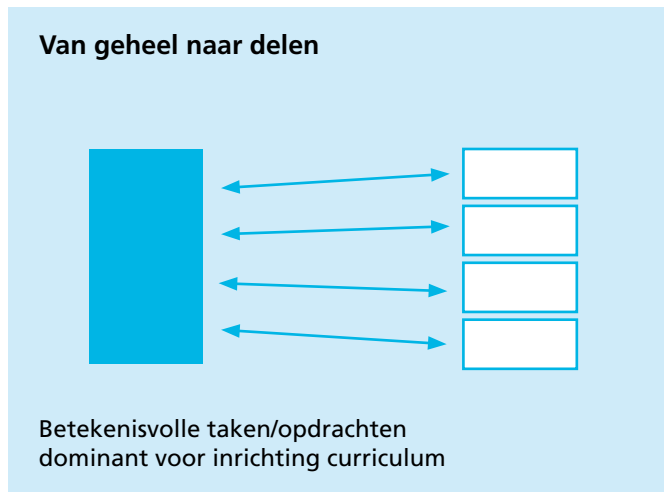 Van geheel naar delen
Betekenisvolle taken/opdrachten
dominant voor inrichting curriculum